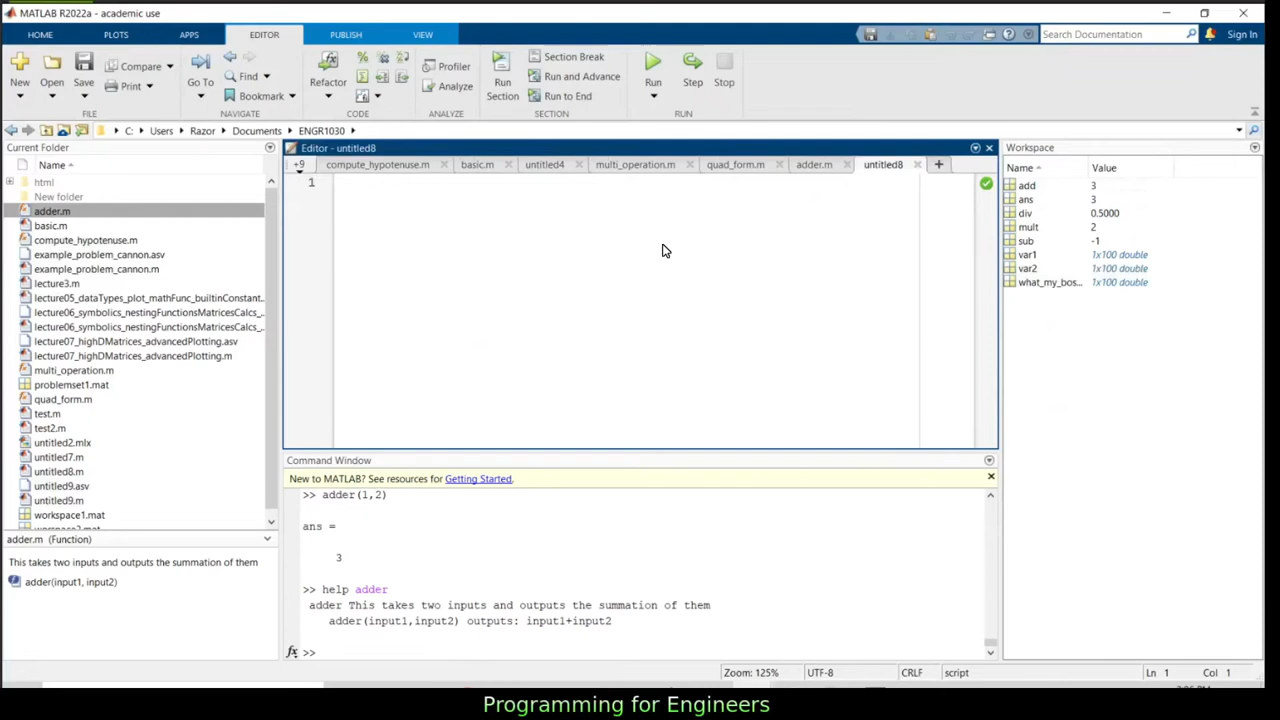 MATLAB R2022a - academic use
HOME PLOTS APPS EDITOR PUBLISH VIEW Search Documentation Sign In
New Open Save Compare Print Go To Find Bookmark Refactor Profiler Analyze Run Section Section Break Run and Advance Run to End Run Step Stop
FILE NAVIGATE CODE ANALYZE SECTION RUN
C: Users Razor Documents ENGR1030
Current Folder
Name
html
New folder
adder.m
basic.m
compute_hypotenuse.m
example_problem_cannon.asv
example_problem_cannon.m
lecture3.m
lecture05_dataTypes_plot_mathFunc_builtinConstant...
lecture06_symbolics_nestingFunctionsMatricesCalcs_...
lecture06_symbolics_nestingFunctionsMatricesCalcs_...
lecture07_highDMatrices_advancedPlotting.asv
lecture07_highDMatrices_advancedPlotting.m
multi_operation.m
problemset1.mat
quad_form.m
test.m
test2.m
untitled2.mlx
untitled7.m
untitled8.m
untitled9.asv
untitled9.m
workspace1.mat
adder.m (Function)
This takes two inputs and outputs the summation of them
adder(input1, input2)
Editor - untitled8
+9 compute_hypotenuse.m basic.m untitled4 multi_operation.m quad_form.m adder.m untitled8
1
Command Window
New to MATLAB? See resources for Getting Started.
>> adder(1,2)
ans =
3
>> help adder
adder This takes two inputs and outputs the summation of them
adder(input1,input2) outputs: input1+input2
fx >>
Workspace
Name Value
add 3
ans 3
div 0.5000
mult 2
sub -1
var1 1x100 double
var2 1x100 double
what_my_bos... 1x100 double
Zoom: 125% UTF-8 CRLF script Ln 1 Col 1
Programming for Engineers